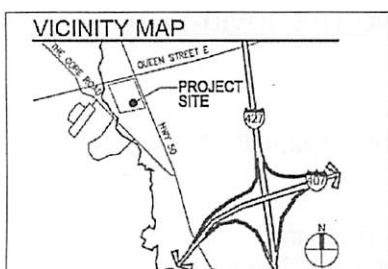 VICINITY MAP
QUEEN STREET E
THE GORE ROAD
PROJECT
SITE
HWY 50
427
407
N